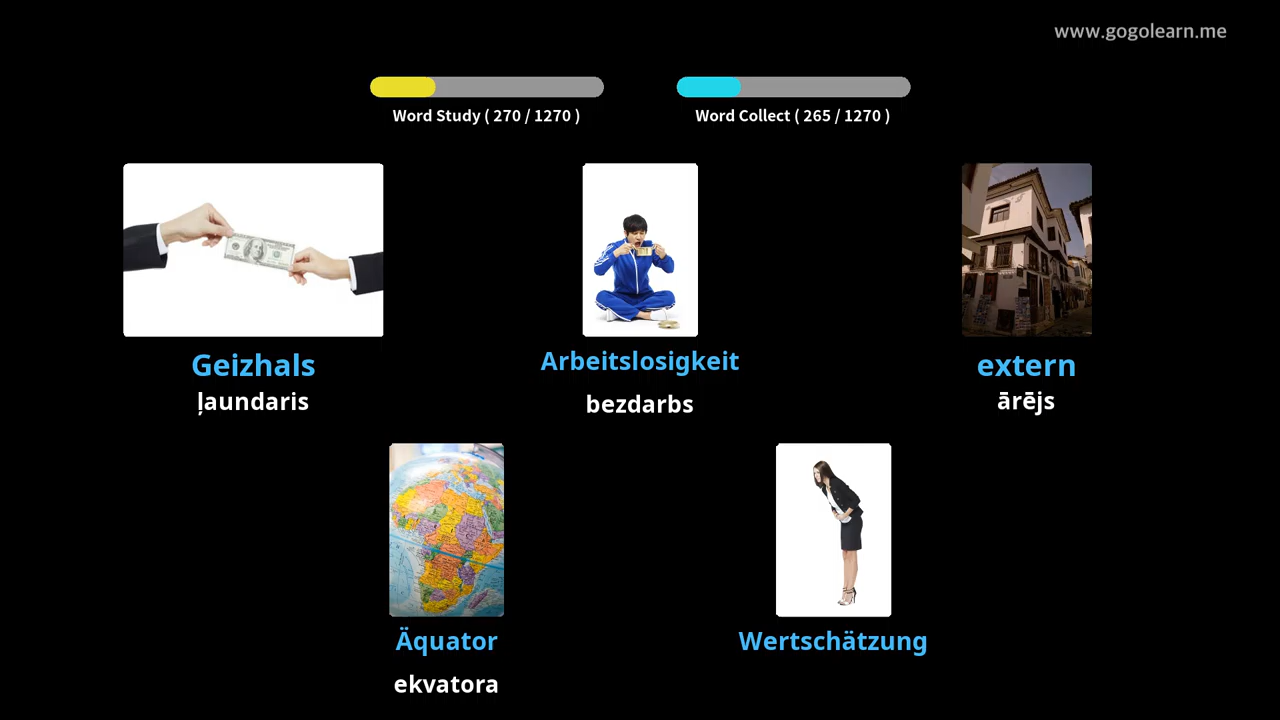 www.gogolearn.me
Word Study ( 270 / 1270 )
Word Collect ( 265 / 1270 )
Geizhals
ļaundaris
Arbeitslosigkeit
bezdarbs
extern
ārējs
Äquator
ekvatora
Wertschätzung